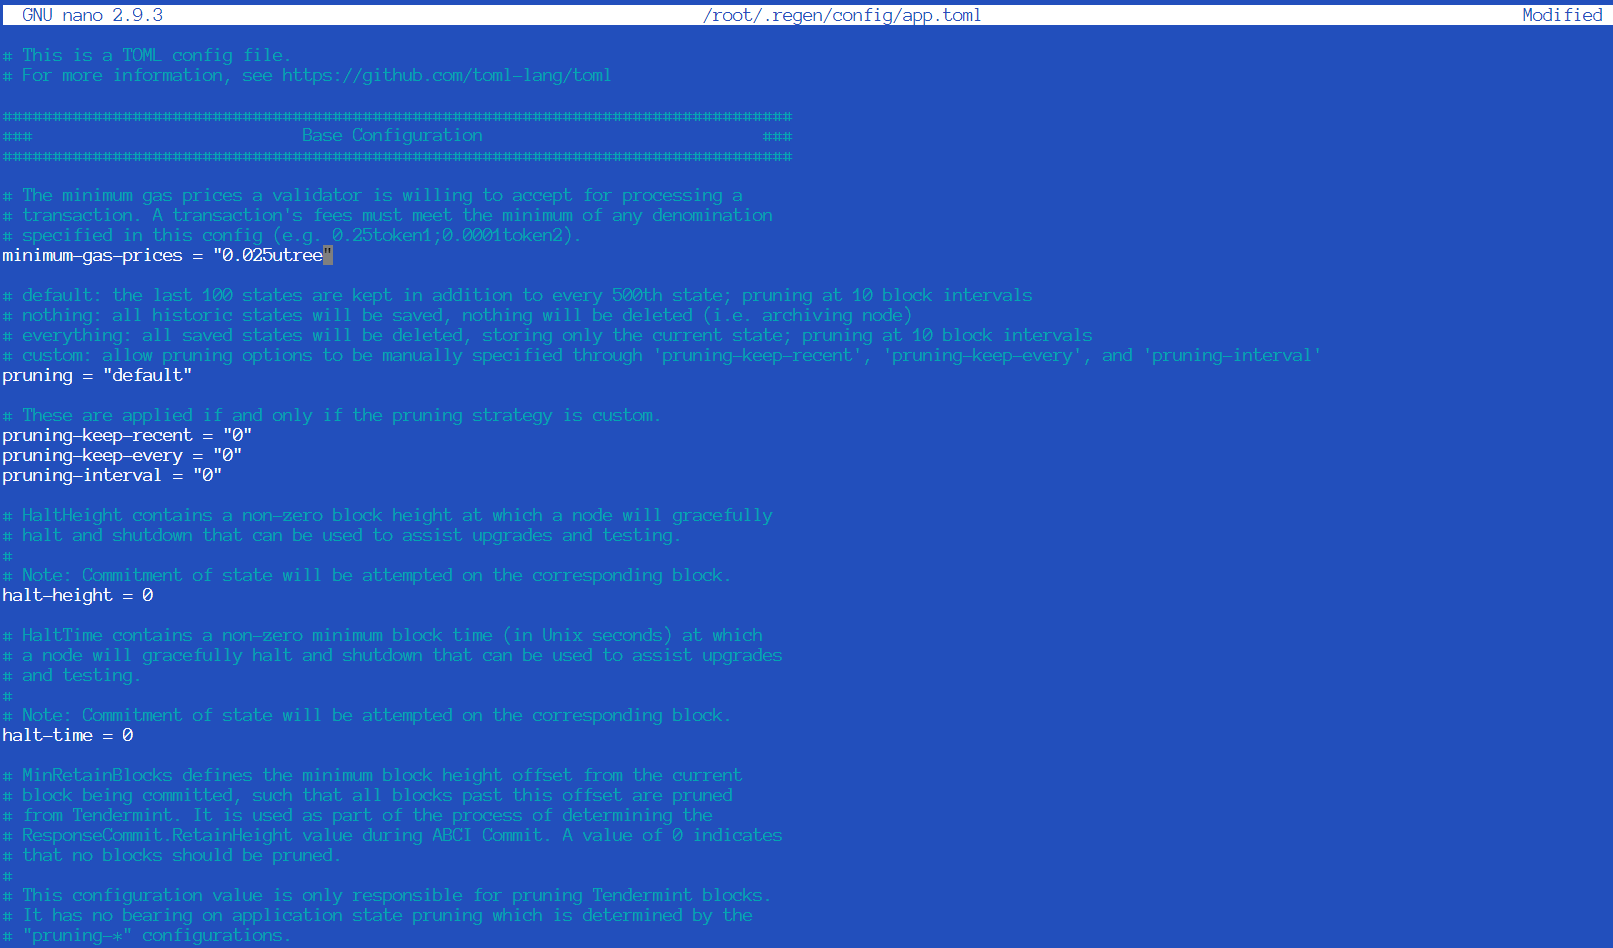 GNU nano 2.9.3 /root/.regen/config/app.toml Modified
# This is a TOML config file.
# For more information, see https://github.com/toml-lang/toml
###############################################################################
### Base Configuration ###
###############################################################################
# The minimum gas prices a validator is willing to accept for processing a
# transaction. A transaction's fees must meet the minimum of any denomination
# specified in this config (e.g. 0.25token1;0.0001token2).
minimum-gas-prices = "0.025utree"
# default: the last 100 states are kept in addition to every 500th state; pruning at 10 block intervals
# nothing: all historic states will be saved, nothing will be deleted (i.e. archiving node)
# everything: all saved states will be deleted, storing only the current state; pruning at 10 block intervals
# custom: allow pruning options to be manually specified through 'pruning-keep-recent', 'pruning-keep-every', and 'pruning-interval'
pruning = "default"
# These are applied if and only if the pruning strategy is custom.
pruning-keep-recent = "0"
pruning-keep-every = "0"
pruning-interval = "0"
# HaltHeight contains a non-zero block height at which a node will gracefully
# halt and shutdown that can be used to assist upgrades and testing.
#
# Note: Commitment of state will be attempted on the corresponding block.
halt-height = 0
# HaltTime contains a non-zero minimum block time (in Unix seconds) at which
# a node will gracefully halt and shutdown that can be used to assist upgrades
# and testing.
#
# Note: Commitment of state will be attempted on the corresponding block.
halt-time = 0
# MinRetainBlocks defines the minimum block height offset from the current
# block being committed, such that all blocks past this offset are pruned
# from Tendermint. It is used as part of the process of determining the
# ResponseCommit.RetainHeight value during ABCI Commit. A value of 0 indicates
# that no blocks should be pruned.
#
# This configuration value is only responsible for pruning Tendermint blocks.
# It has no bearing on application state pruning which is determined by the
# "pruning-*" configurations.